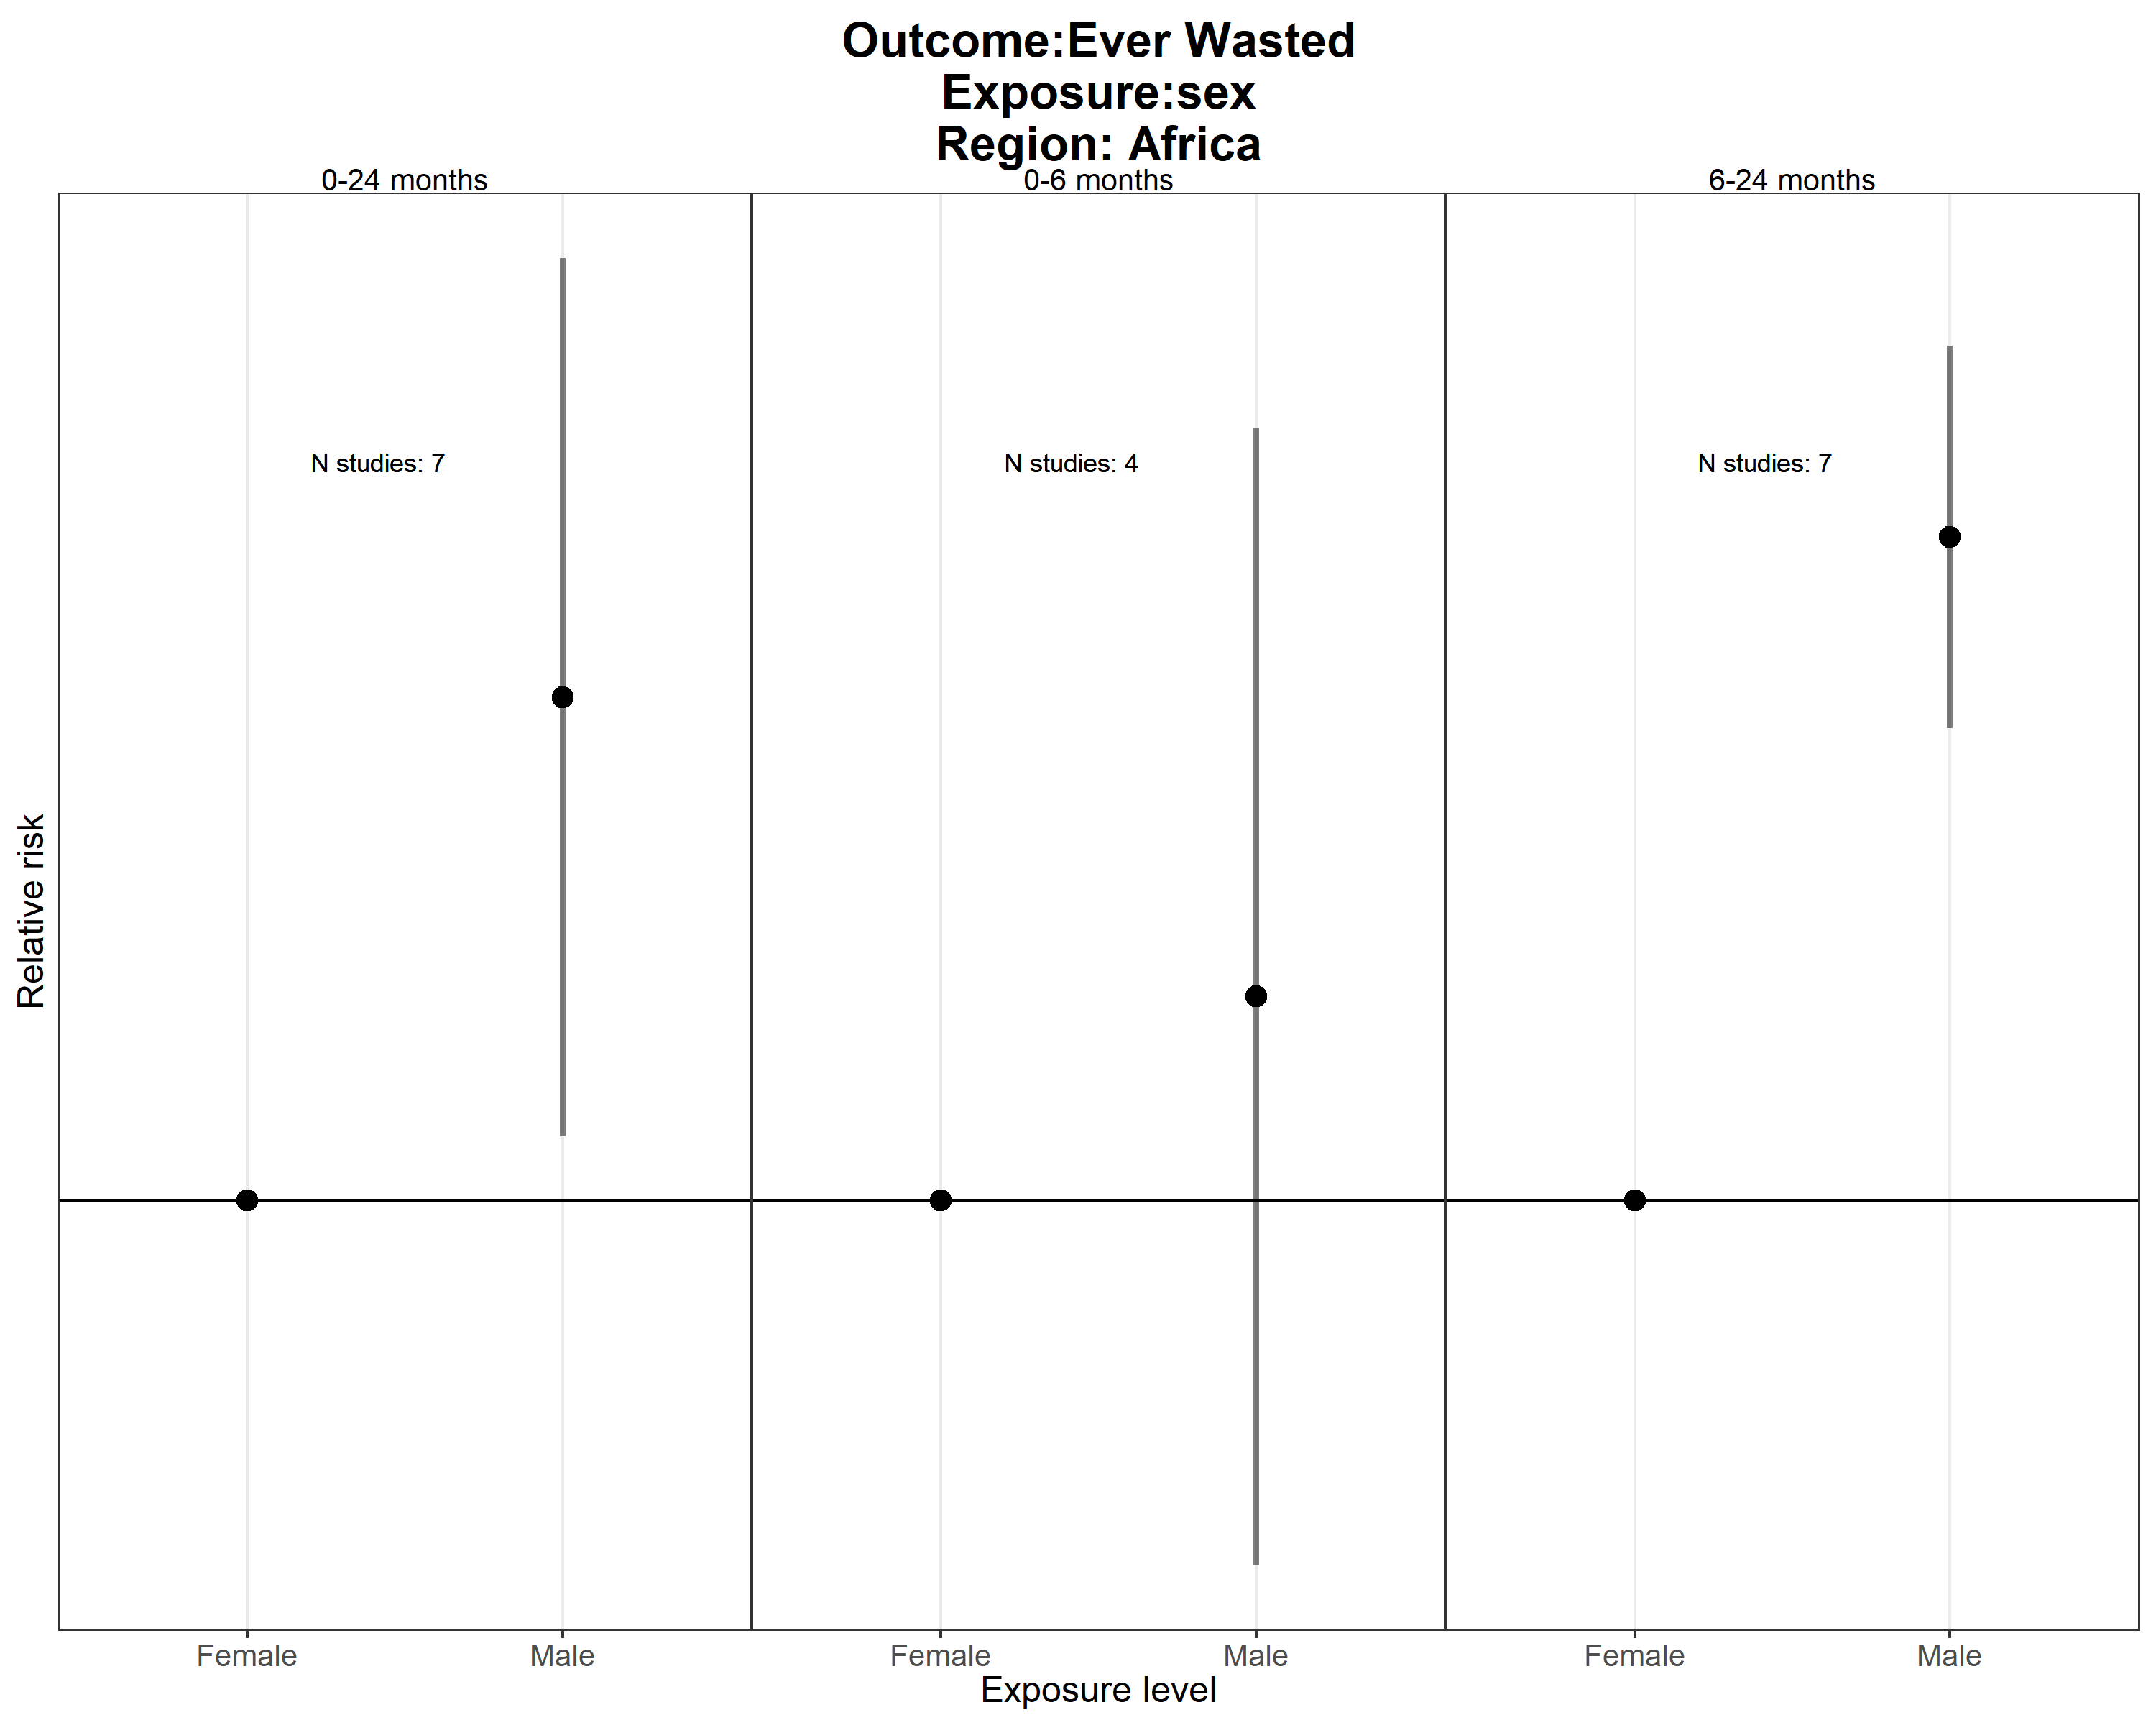 Outcome:Ever Wasted
Exposure:sex
Region: Africa
0-24 months
0-6 months
6-24 months
N studies: 7
N studies: 4
N studies: 7
Relative risk
Female
Male
Female
Male
Female
Male
Exposure level